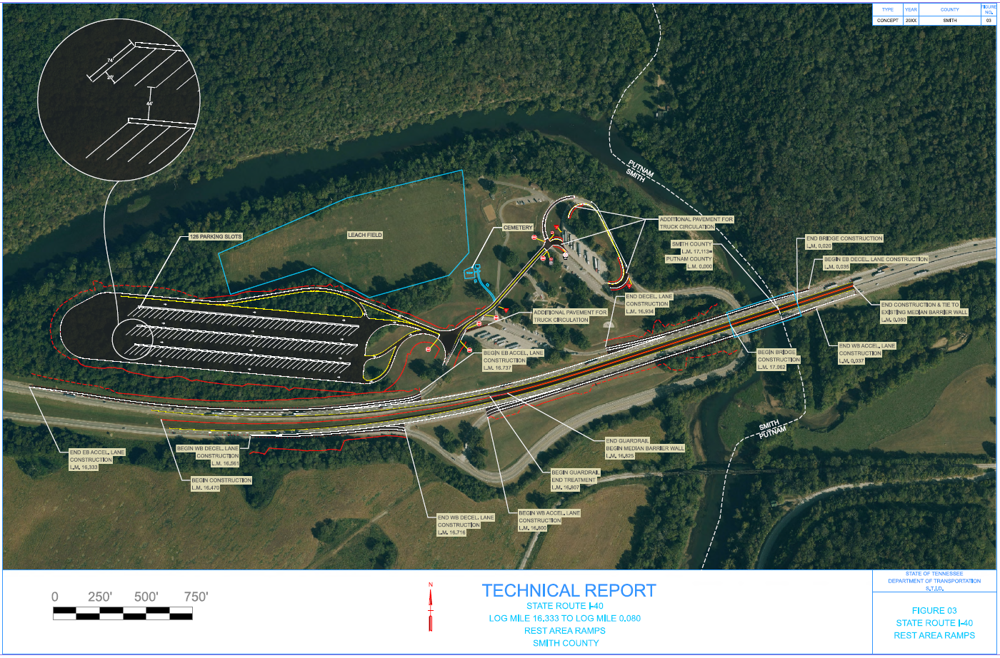 TYPE YEAR COUNTY FIGURE NO.
CONCEPT 20XX SMITH 03
74'
20'
44'
PUTNAM
SMITH
125 PARKING SLOTS
LEACH FIELD
CEMETERY
ADDITIONAL PAVEMENT FOR
TRUCK CIRCULATION
SMITH COUNTY
L.M. 17.113=
PUTNAM COUNTY
L.M. 0.000
END BRIDGE CONSTRUCTION
L.M. 0.020
BEGIN EB DECEL. LANE CONSTRUCTION
L.M. 0.035
END CONSTRUCTION & TIE TO
EXISTING MEDIAN BARRIER WALL
L.M. 0.080
END DECEL. LANE
CONSTRUCTION
L.M. 16.934
ADDITIONAL PAVEMENT FOR
TRUCK CIRCULATION
BEGIN EB ACCEL. LANE
CONSTRUCTION
L.M. 16.737
BEGIN BRIDGE
CONSTRUCTION
L.M. 17.062
END WB ACCEL. LANE
CONSTRUCTION
L.M. 0.037
SMITH
PUTNAM
END EB ACCEL. LANE
CONSTRUCTION
L.M. 16.333
BEGIN WB DECEL. LANE
CONSTRUCTION
L.M. 16.561
BEGIN CONSTRUCTION
L.M. 16.470
END GUARDRAIL
BEGIN MEDIAN BARRIER WALL
L.M. 16.825
BEGIN GUARDRAIL
END TREATMENT
L.M. 16.807
END WB DECEL. LANE
CONSTRUCTION
L.M. 16.716
BEGIN WB ACCEL. LANE
CONSTRUCTION
L.M. 16.800
0 250' 500' 750'
N
TECHNICAL REPORT
STATE ROUTE I-40
LOG MILE 16.333 TO LOG MILE 0.080
REST AREA RAMPS
SMITH COUNTY
STATE OF TENNESSEE
DEPARTMENT OF TRANSPORTATION
S.T.I.D.
FIGURE 03
STATE ROUTE I-40
REST AREA RAMPS